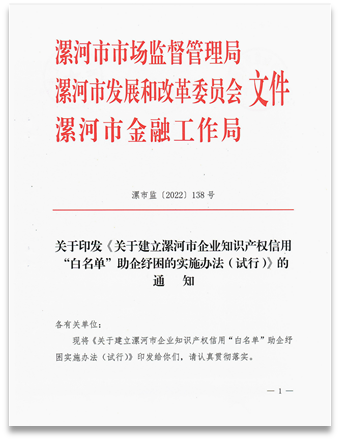 漯河市市场监督管理局
漯河市发展和改革委员会 文件
漯河市金融工作局
漯市监〔2022〕138号
关于印发《关于建立漯河市企业知识产权信用
“白名单”助企纾困的实施办法（试行）》的
通 知
各有关单位：
现将《关于建立漯河市企业知识产权信用“白名单”助企纾
困实施办法（试行）》印发给你们，请认真贯彻落实。
— 1 —